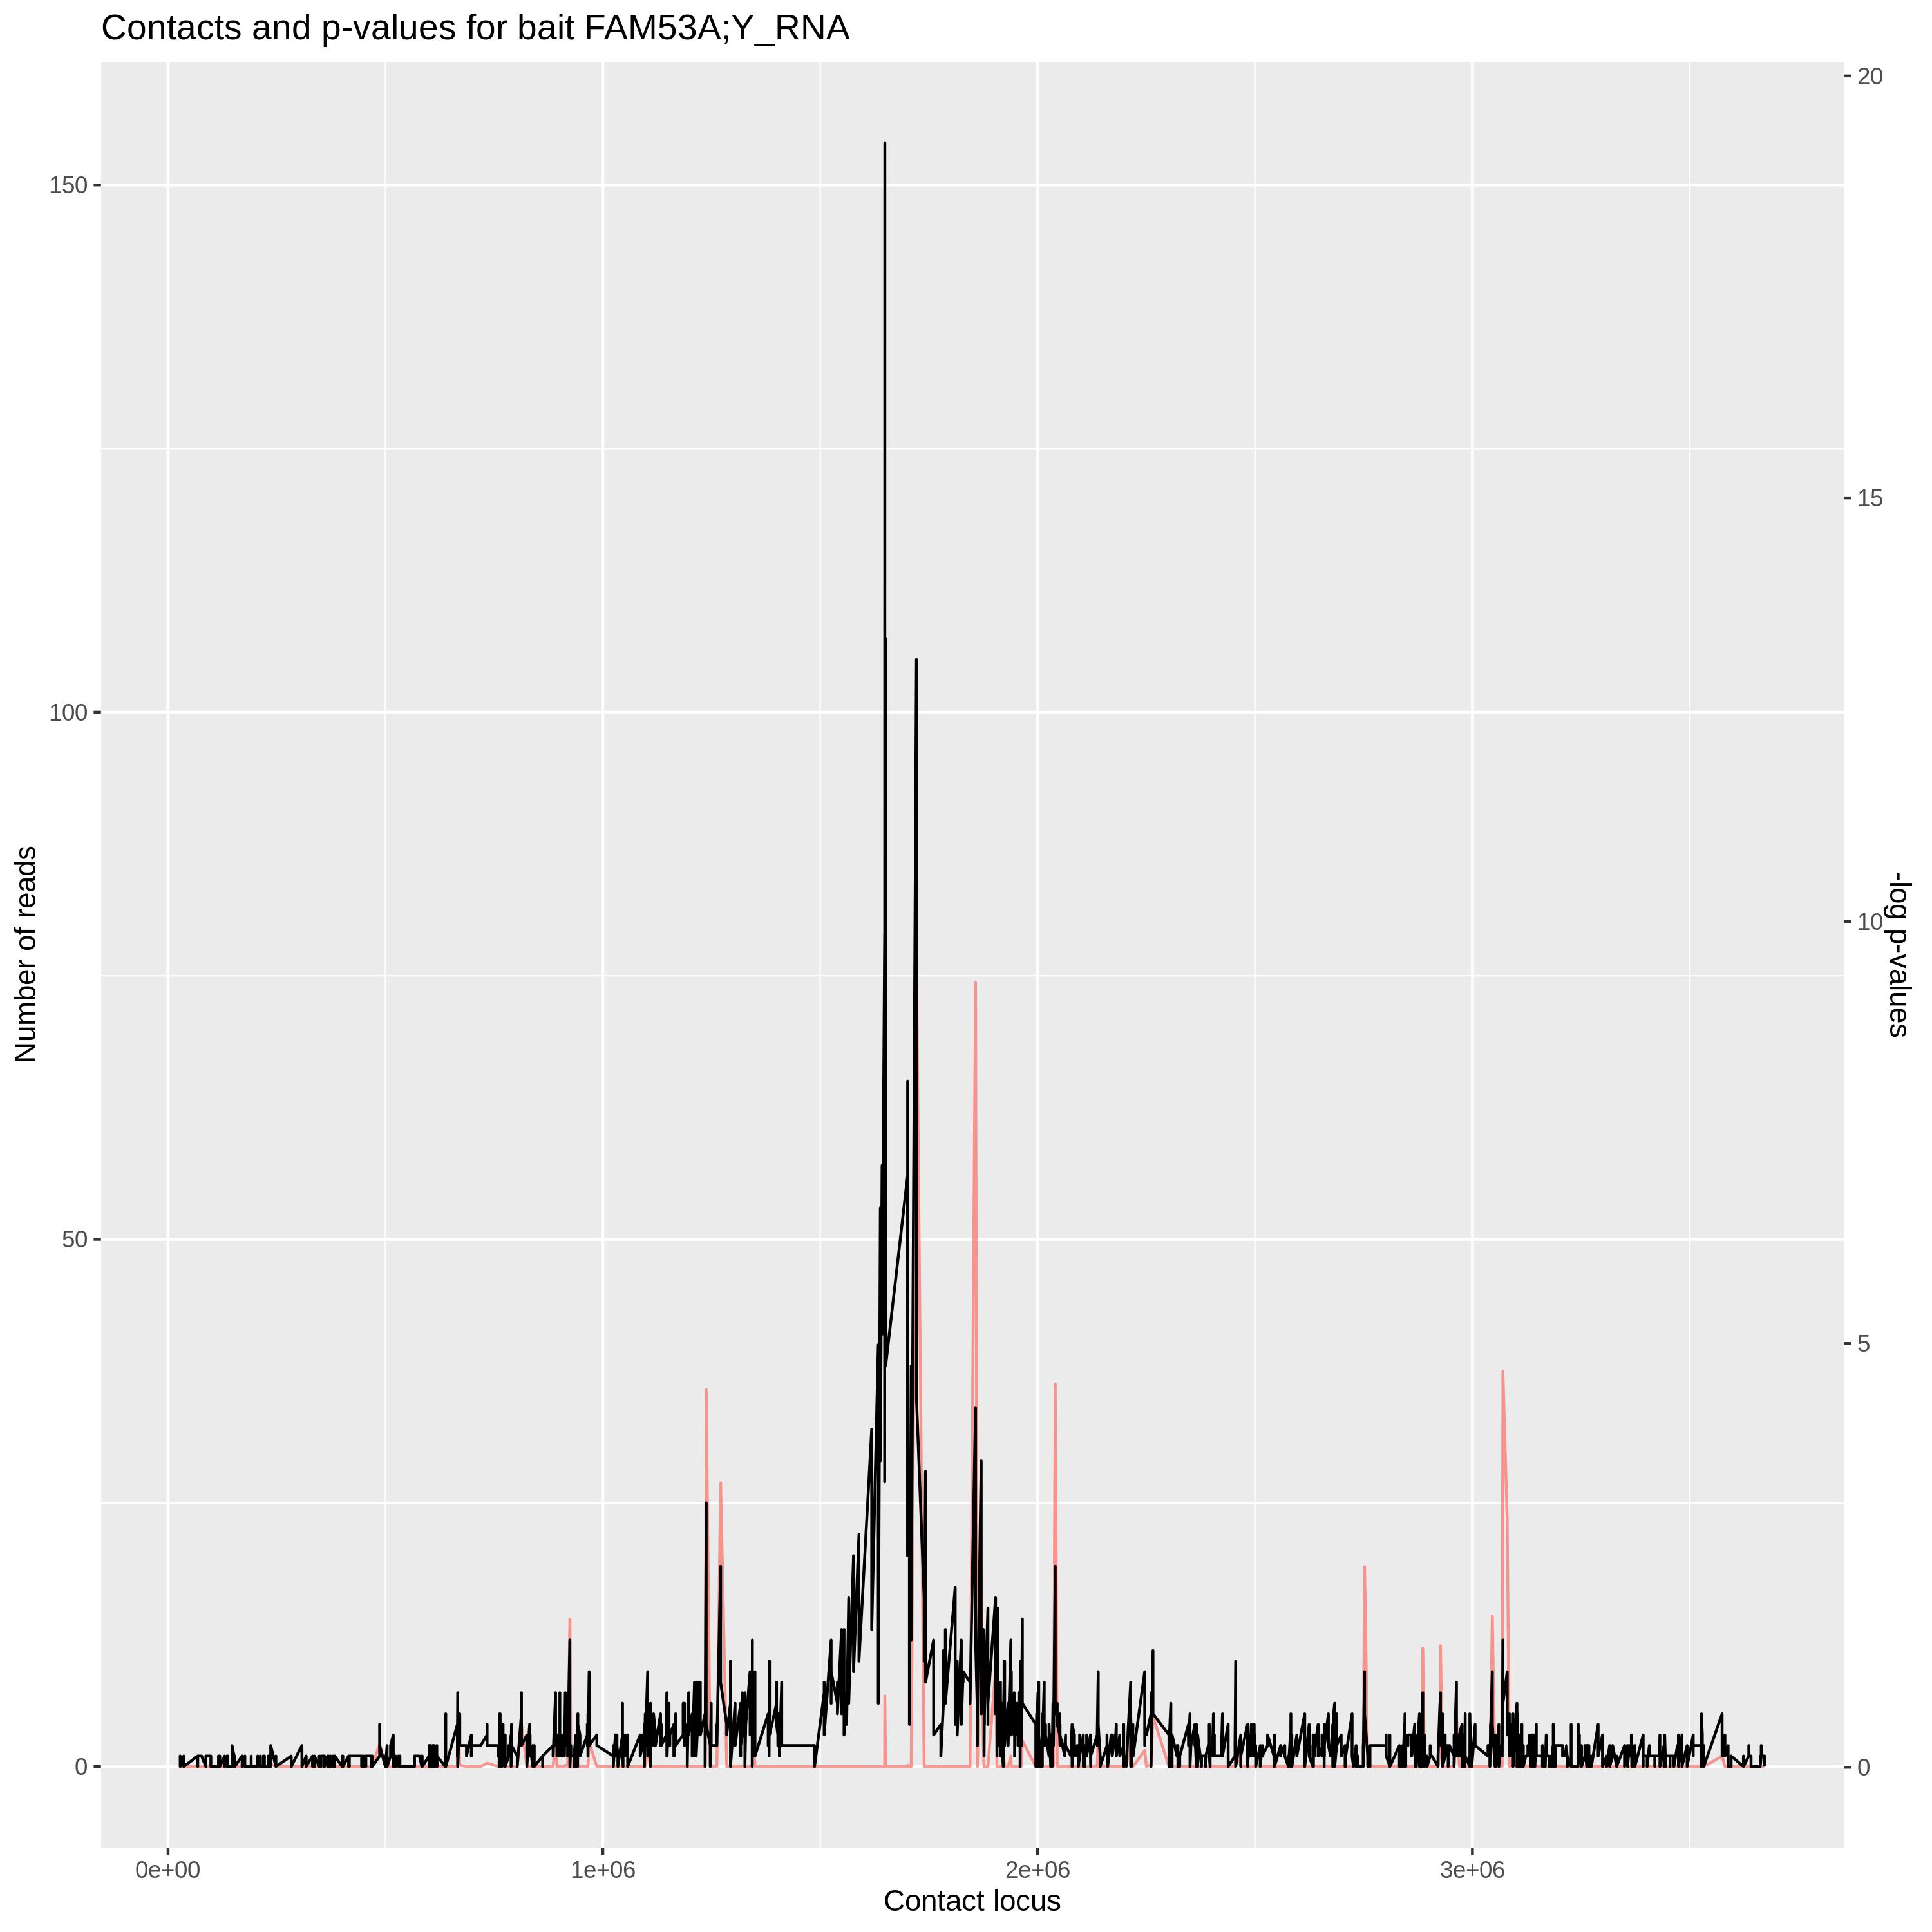 Contacts and p-values for bait FAM53A;Y_RNA
Number of reads
150
100
50
0
20
15
10
5
0
-log p-values
0e+00
1e+06
2e+06
3e+06
Contact locus